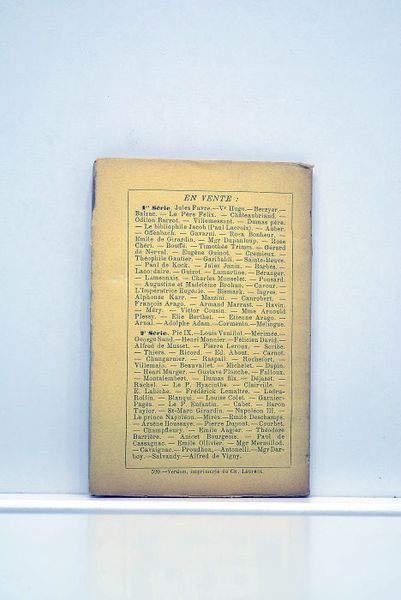 EN VENTE :
1re Série. Jules Favre.—Vr Hugo.—Berryer —
Balzac. — Le Père Félix. — Châteaubriand. —
Odilon Barrot. — Villemessant. — Dumas père.
— Le bibliophile Jacob (Paul Lacroix). — Auber.
— Offenbach. — Gavarni. — Rosa Bonheur. —
Emile de Girardin. — Mgr Dupanloup. — Rose
Chéri. — Bouffé. — Timothée Trimm. — Gérard
de Nerval. — Eugène Guinot. — Crémieux. —
Théophile Gautier. — Garibaldi. — Sainte-Beuve.
— Paul de Kock. — Jules Janin. — Barbès. —
Lacordaire. — Guizot. — Lamartine. — Béranger.
— Lamennais. — Charles Monselet. — Ponsard.
— Augustine et Madeleine Brohan. — Cavour. —
L'Impératrice Eugénie. — Bismark. — Ingres. —
Alphonse Karr. — Mazzini. — Canrobert. —
François Arago. — Armand Marrast. — Havin.
— Méry. — Victor Cousin. — Mme Arnould
Plessy. — Elie Berthet. — Etienne Arago. —
Arnal. — Adolphe Adam. — Cormenin. — Mélingue.
2e Série. Pie IX.—Louis Veuillot.—Mérimée.—
George Sand. — Henri Monnier — Félicien David. —
Alfred de Musset. — Pierre Leroux. — Scribe.
— Thiers. — Ricord. — Ed. About. — Carnot.
— Changarnier. — Raspail. — Rochefort. —
Villemain. — Beauvallet. — Michelet. — Dupin.
— Henri Murger. — Gustave Planche. — Falloux.
— Montalembert. — Dumas fils. — Déjazet. —
Rachel. — Le P. Hyacinthe. — Clairville. —
E. Labiche. — Frédérick Lemaître. — Ledru-
Rollin. — Blanqui. — Louise Colet. — Garnier-
Pagès. — Le P. Enfantin. — Cabet. — Baron
Taylor. — St-Marc Girardin. — Napoléon III. —
Le prince Napoléon. — Mirès. — Emile Deschamps.
— Arsène Houssaye. — Pierre Dupont. — Courbet.
— Champfleury. — Emile Augier. — Théodore
Barrière. — Anicet Bourgeois. — Paul de
Cassagnac. — Emile Ollivier. — Mgr Mermillod.
— Cavaignac. — Proudhon. — Antonelli. — Mgr Dar-
boy. — Salvandy. — Alfred de Vigny.
imprimerie de Ch. Laurent.